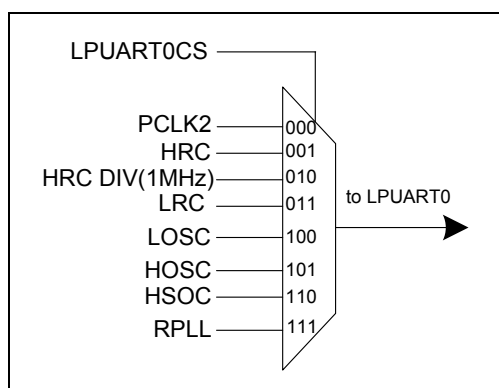 LPUART0CS
PCLK2 000
HRC 001
HRC DIV(1MHz) 010
LRC 011
to LPUART0
LOSC 100
HOSC 101
HSOC 110
RPLL 111